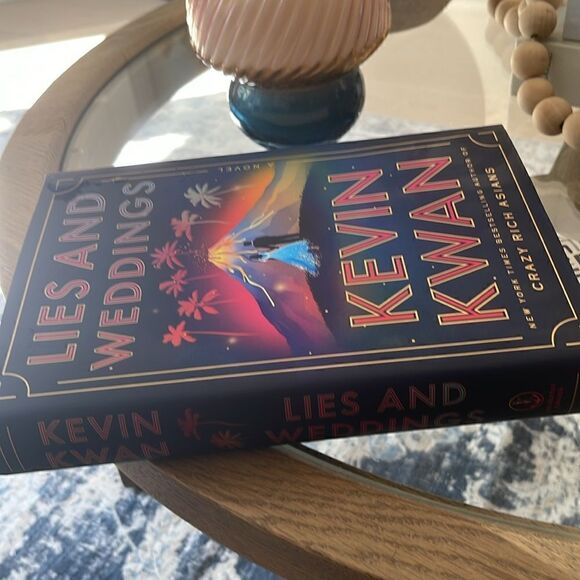 LIES AND
WEDDINGS
A NOVEL
KEVIN
KWAN
NEW YORK TIMES BESTSELLING AUTHOR OF
CRAZY RICH ASIANS
KEVIN
KWAN
LIES AND
WEDDINGS